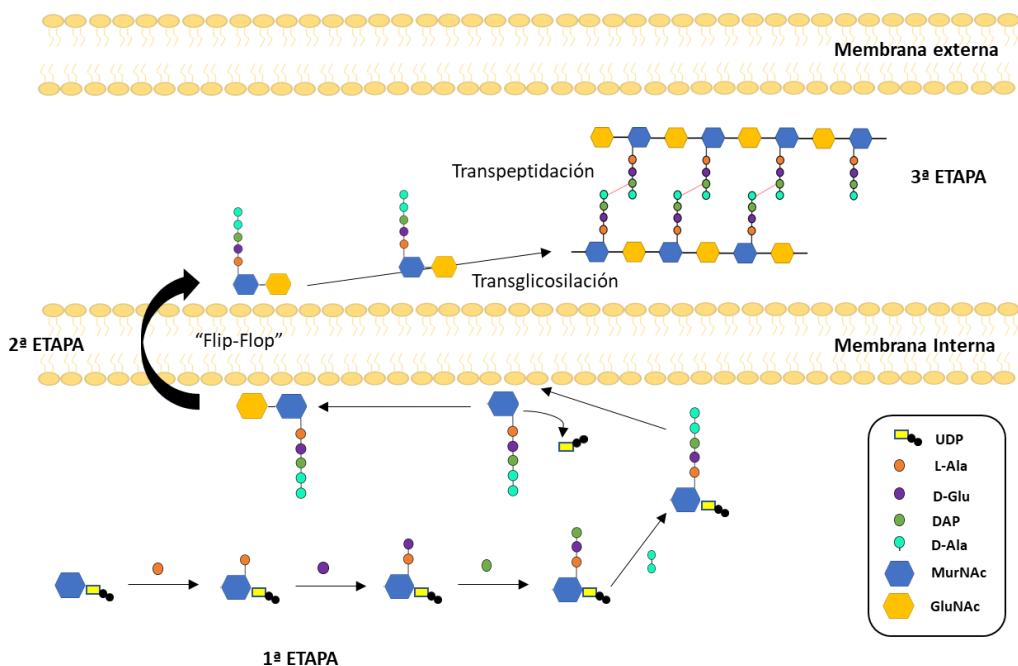 Membrana externa
Transpeptidación
3ª ETAPA
Transglicosilación
2ª ETAPA
“Flip-Flop”
Membrana Interna
UDP
L-Ala
D-Glu
DAP
D-Ala
MurNAc
GluNAc
1ª ETAPA